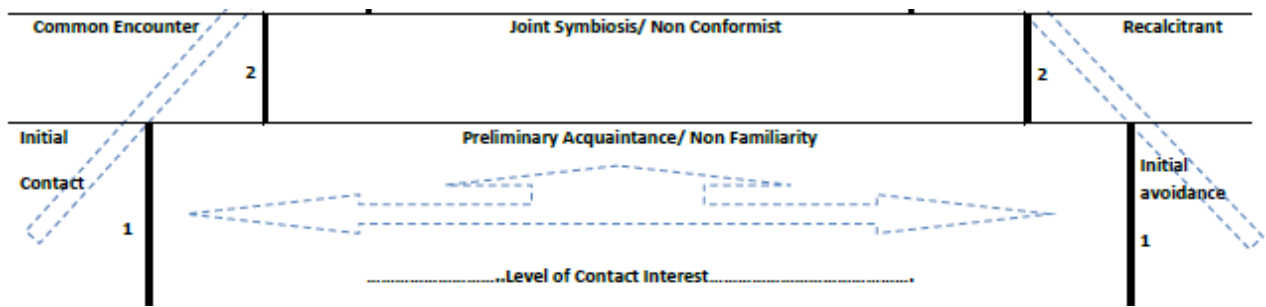 Common Encounter Joint Symbiosis/ Non Conformist Recalcitrant
2 2
Initial Preliminary Acquaintance/ Non Familiarity
Contact
Initial
avoidance
1 1
..............................Level of Contact Interest.............................................